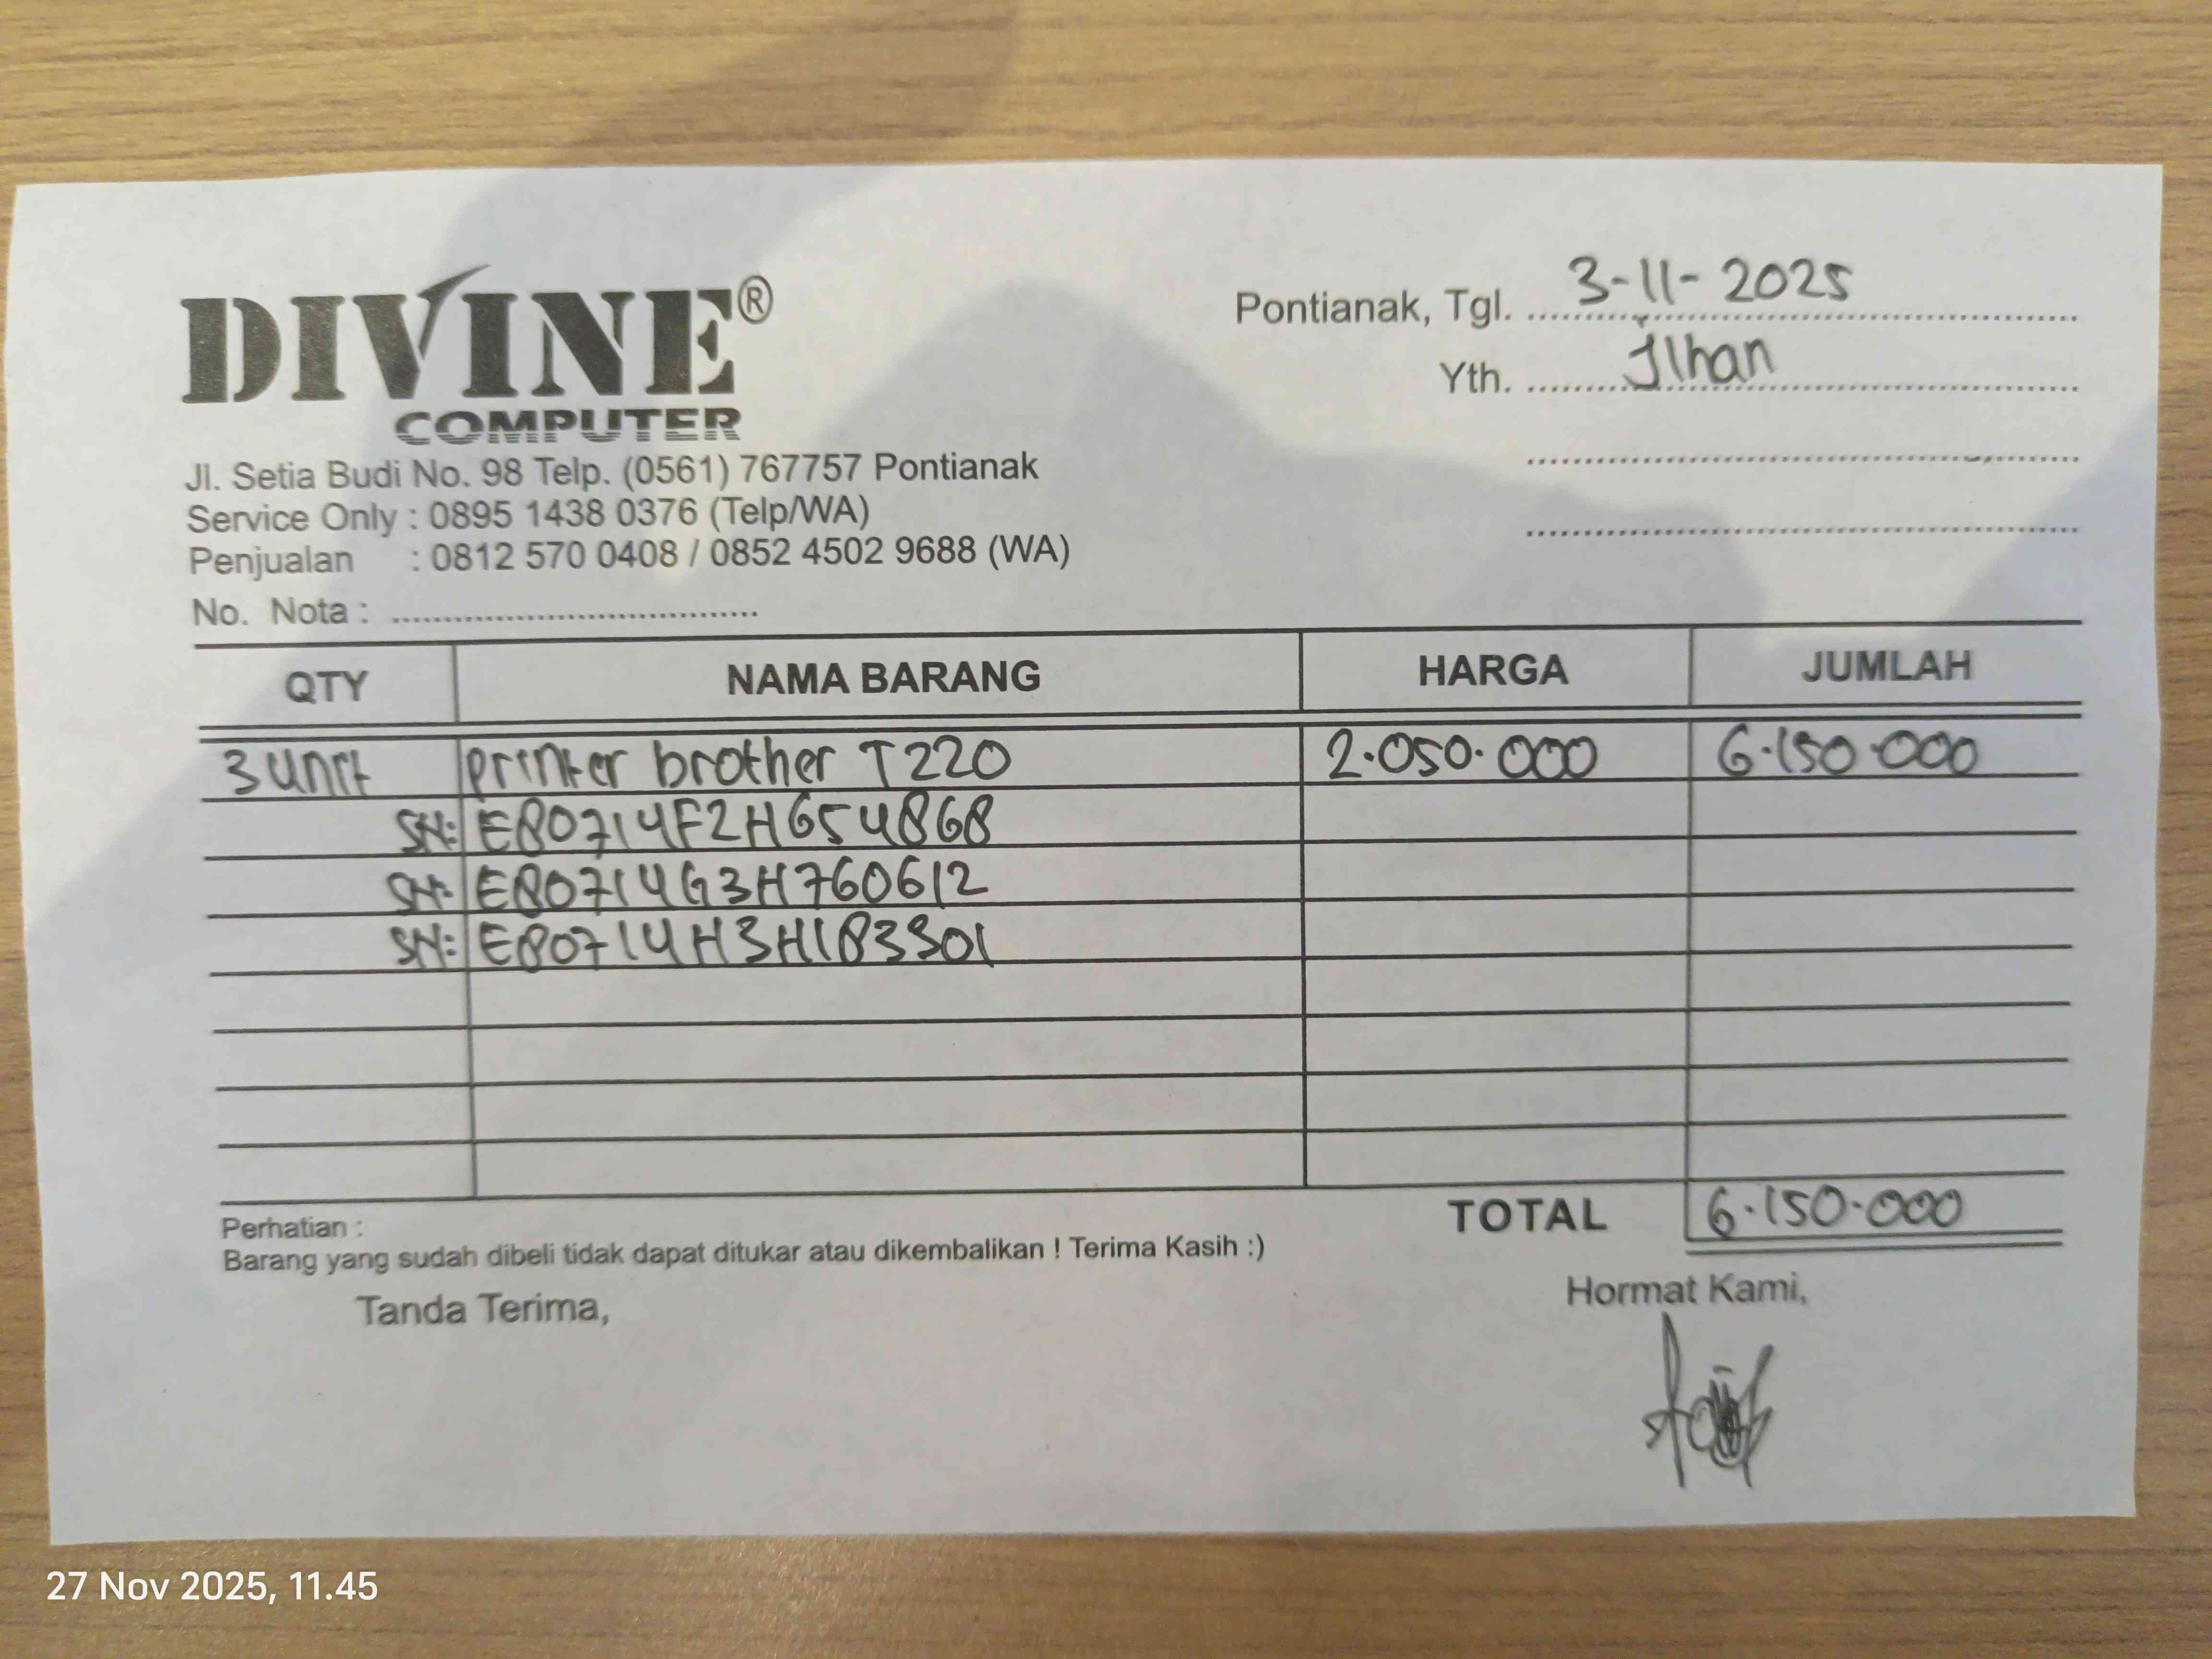 DIVINE®
COMPUTER
Jl. Setia Budi No. 98 Telp. (0561) 767757 Pontianak
Service Only : 0895 1438 0376 (Telp/WA)
Penjualan : 0812 570 0408 / 0852 4502 9688 (WA)
No. Nota : ....................................
Pontianak, Tgl. 3-11-2025
Yth. Ilhan
QTY NAMA BARANG HARGA JUMLAH
3 unit printer brother T220 2.050.000 6.150.000
SN: E80714F2H654868
SN: E80714G3H760612
SN: E80714H3H183301
TOTAL 6.150.000
Perhatian :
Barang yang sudah dibeli tidak dapat ditukar atau dikembalikan ! Terima Kasih :)
Tanda Terima,
Hormat Kami,
27 Nov 2025, 11.45